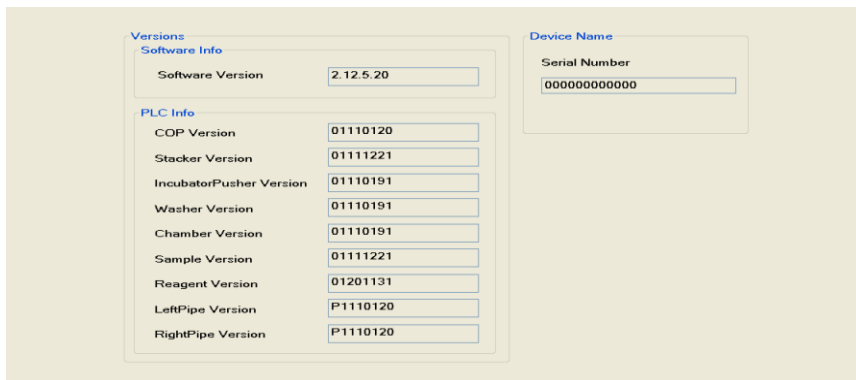 Versions
Software Info
Software Version 2.12.5.20
PLC Info
COP Version 01110120
Stacker Version 01111221
IncubatorPusher Version 01110191
Washer Version 01110191
Chamber Version 01110191
Sample Version 01111221
Reagent Version 01201131
LeftPipe Version P1110120
RightPipe Version P1110120
Device Name
Serial Number
000000000000